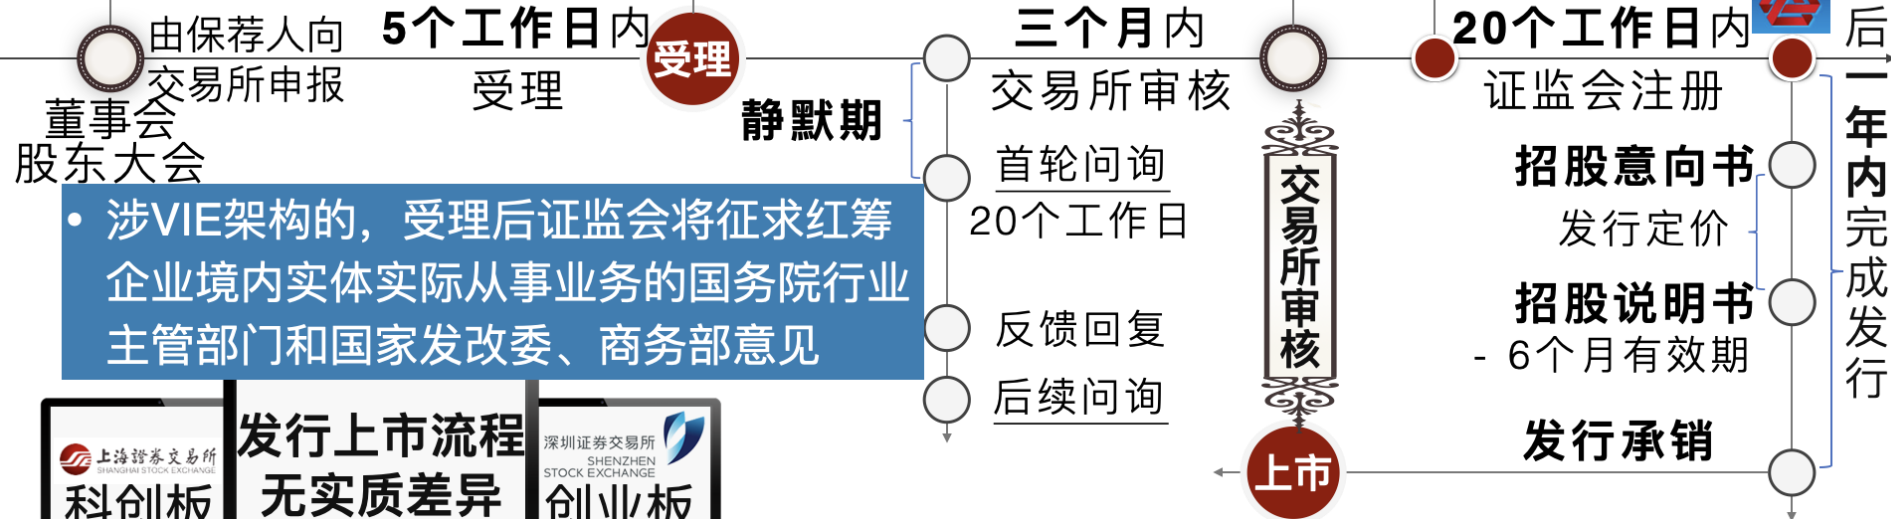 由保荐人向
交易所申报
董事会
股东大会
5个工作日内
受理
受理
静默期
三个月内
交易所审核
首轮问询
20个工作日
反馈回复
后续问询
交易所审核
20个工作日内
证监会注册
招股意向书
发行定价
招股说明书
- 6个月有效期
发行承销
上市
后一年内完成发行
• 涉VIE架构的，受理后证监会将征求红筹
企业境内实体实际从事业务的国务院行业
主管部门和国家发改委、商务部意见
上海證券交易所
SHANGHAI STOCK EXCHANGE
科创板
发行上市流程
无实质差异
深圳证券交易所
SHENZHEN
STOCK EXCHANGE
创业板